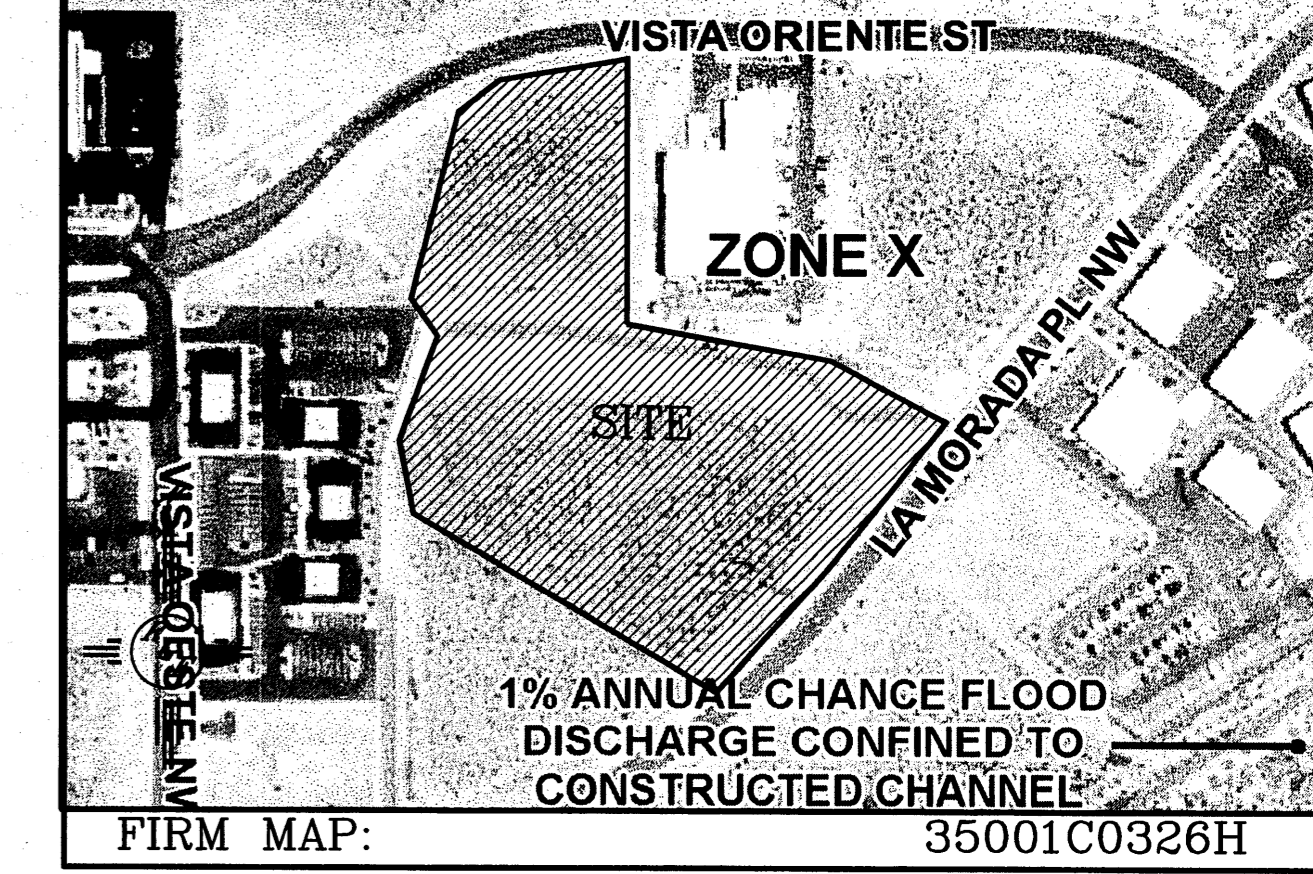 VISTA ORIENTE ST
ZONE X
LA MORADA PL NW
SITE
VISTA OESTE NW
1% ANNUAL CHANCE FLOOD
DISCHARGE CONFINED TO
CONSTRUCTED CHANNEL
FIRM MAP: 35001C0326H